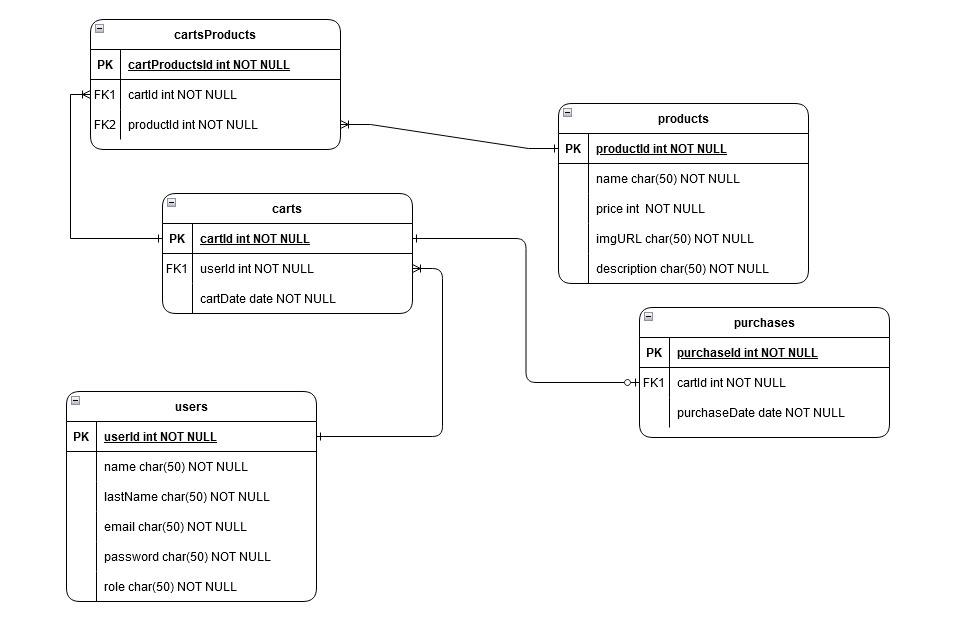 cartsProducts
PK cartProductsId int NOT NULL
FK1 cartId int NOT NULL
FK2 productId int NOT NULL
products
PK productId int NOT NULL
name char(50) NOT NULL
price int NOT NULL
imgURL char(50) NOT NULL
description char(50) NOT NULL
carts
PK cartId int NOT NULL
FK1 userId int NOT NULL
cartDate date NOT NULL
purchases
PK purchaseId int NOT NULL
FK1 cartId int NOT NULL
purchaseDate date NOT NULL
users
PK userId int NOT NULL
name char(50) NOT NULL
lastName char(50) NOT NULL
email char(50) NOT NULL
password char(50) NOT NULL
role char(50) NOT NULL